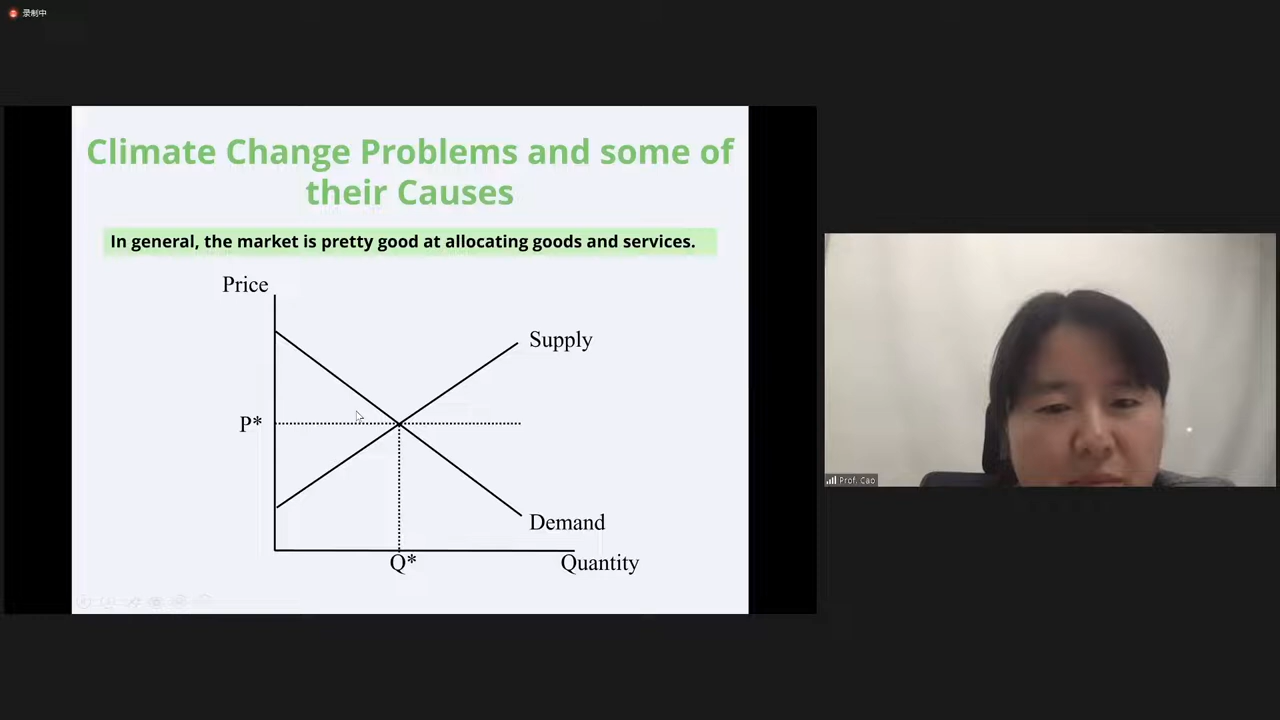 录制中
Climate Change Problems and some of
their Causes
In general, the market is pretty good at allocating goods and services.
Price
Supply
P*
Demand
Q*
Quantity
Prof. Cao